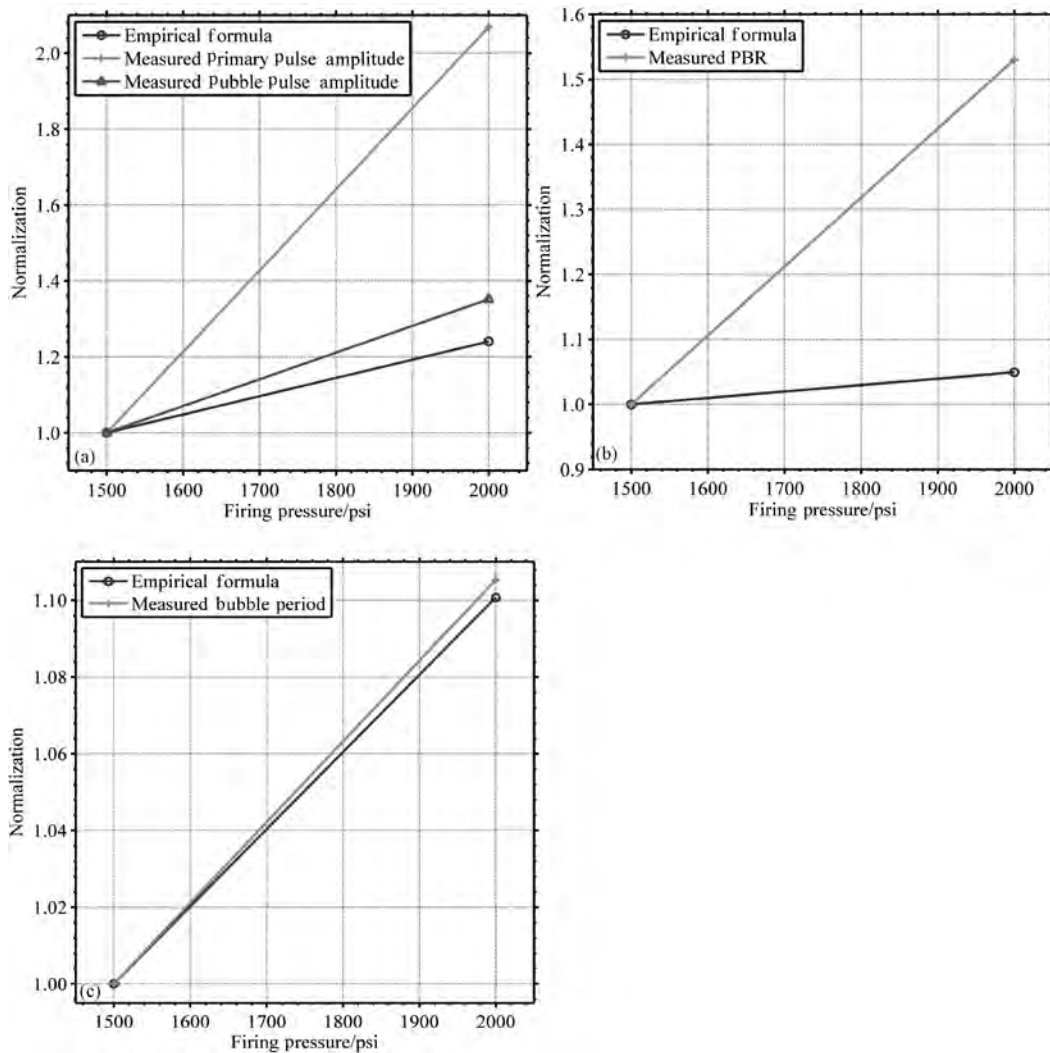 Empirical formula
Measured Primary Pulse amplitude
Measured Pubble Pulse amplitude
2.0
1.8
1.6
1.4
1.2
1.0
Normalization
(a)
1500 1600 1700 1800 1900 2000
Firing pressure/psi
Empirical formula
Measured PBR
1.6
1.5
1.4
1.3
1.2
1.1
1.0
0.9
Normalization
(b)
1500 1600 1700 1800 1900 2000
Firing pressure/psi
Empirical formula
Measured bubble period
1.10
1.08
1.06
1.04
1.02
1.00
Normalization
(c)
1500 1600 1700 1800 1900 2000
Firing pressure/psi